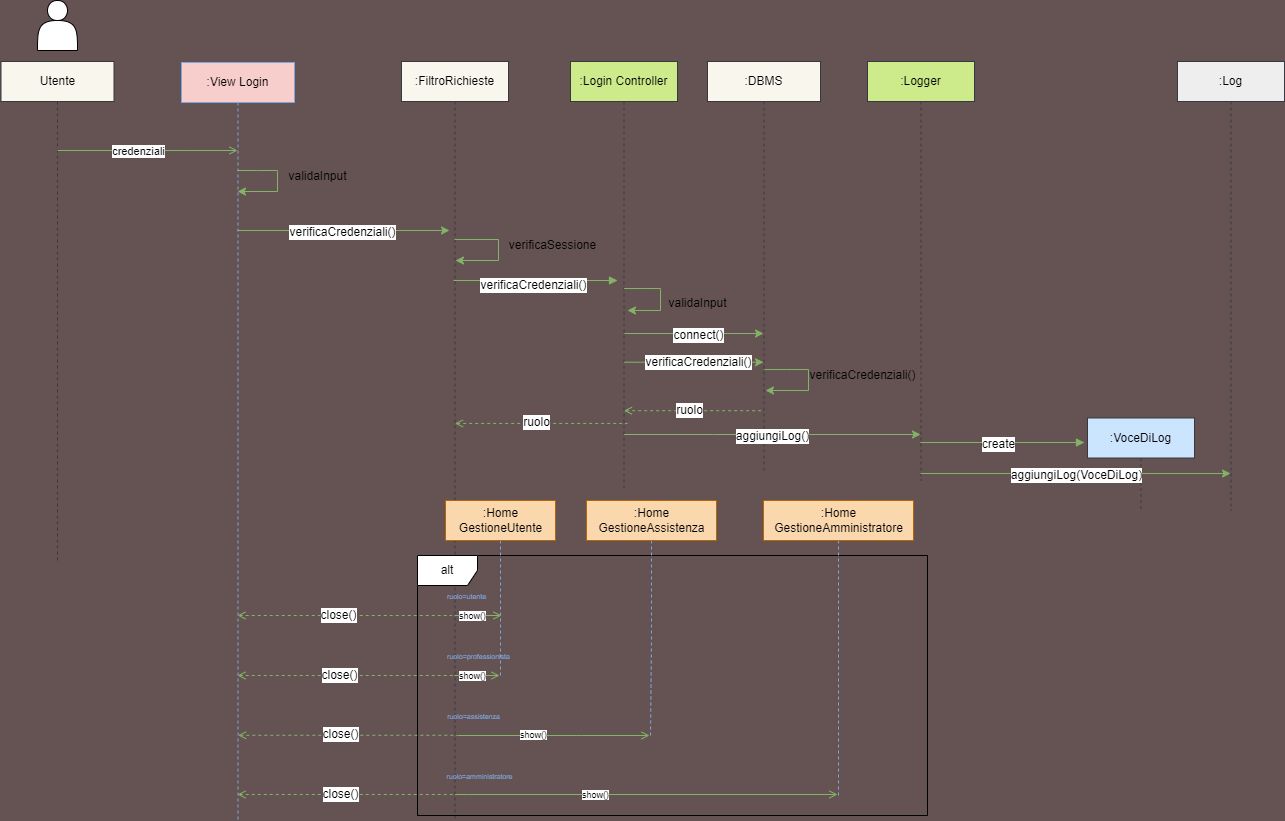 Utente
:View Login
:FiltroRichieste
:Login Controller
:DBMS
:Logger
:Log
credenziali
validaInput
verificaCredenziali()
verificaSessione
verificaCredenziali()
validaInput
connect()
verificaCredenziali()
verificaCredenziali()
ruolo
ruolo
aggiungiLog()
create
:VoceDiLog
aggiungiLog(VoceDiLog)
:Home
GestioneUtente
:Home
GestioneAssistenza
:Home
GestioneAmministratore
alt
ruolo=utente
close()
show()
ruolo=professionista
close()
show()
ruolo=assistenza
close()
show()
ruolo=amministratore
close()
show()